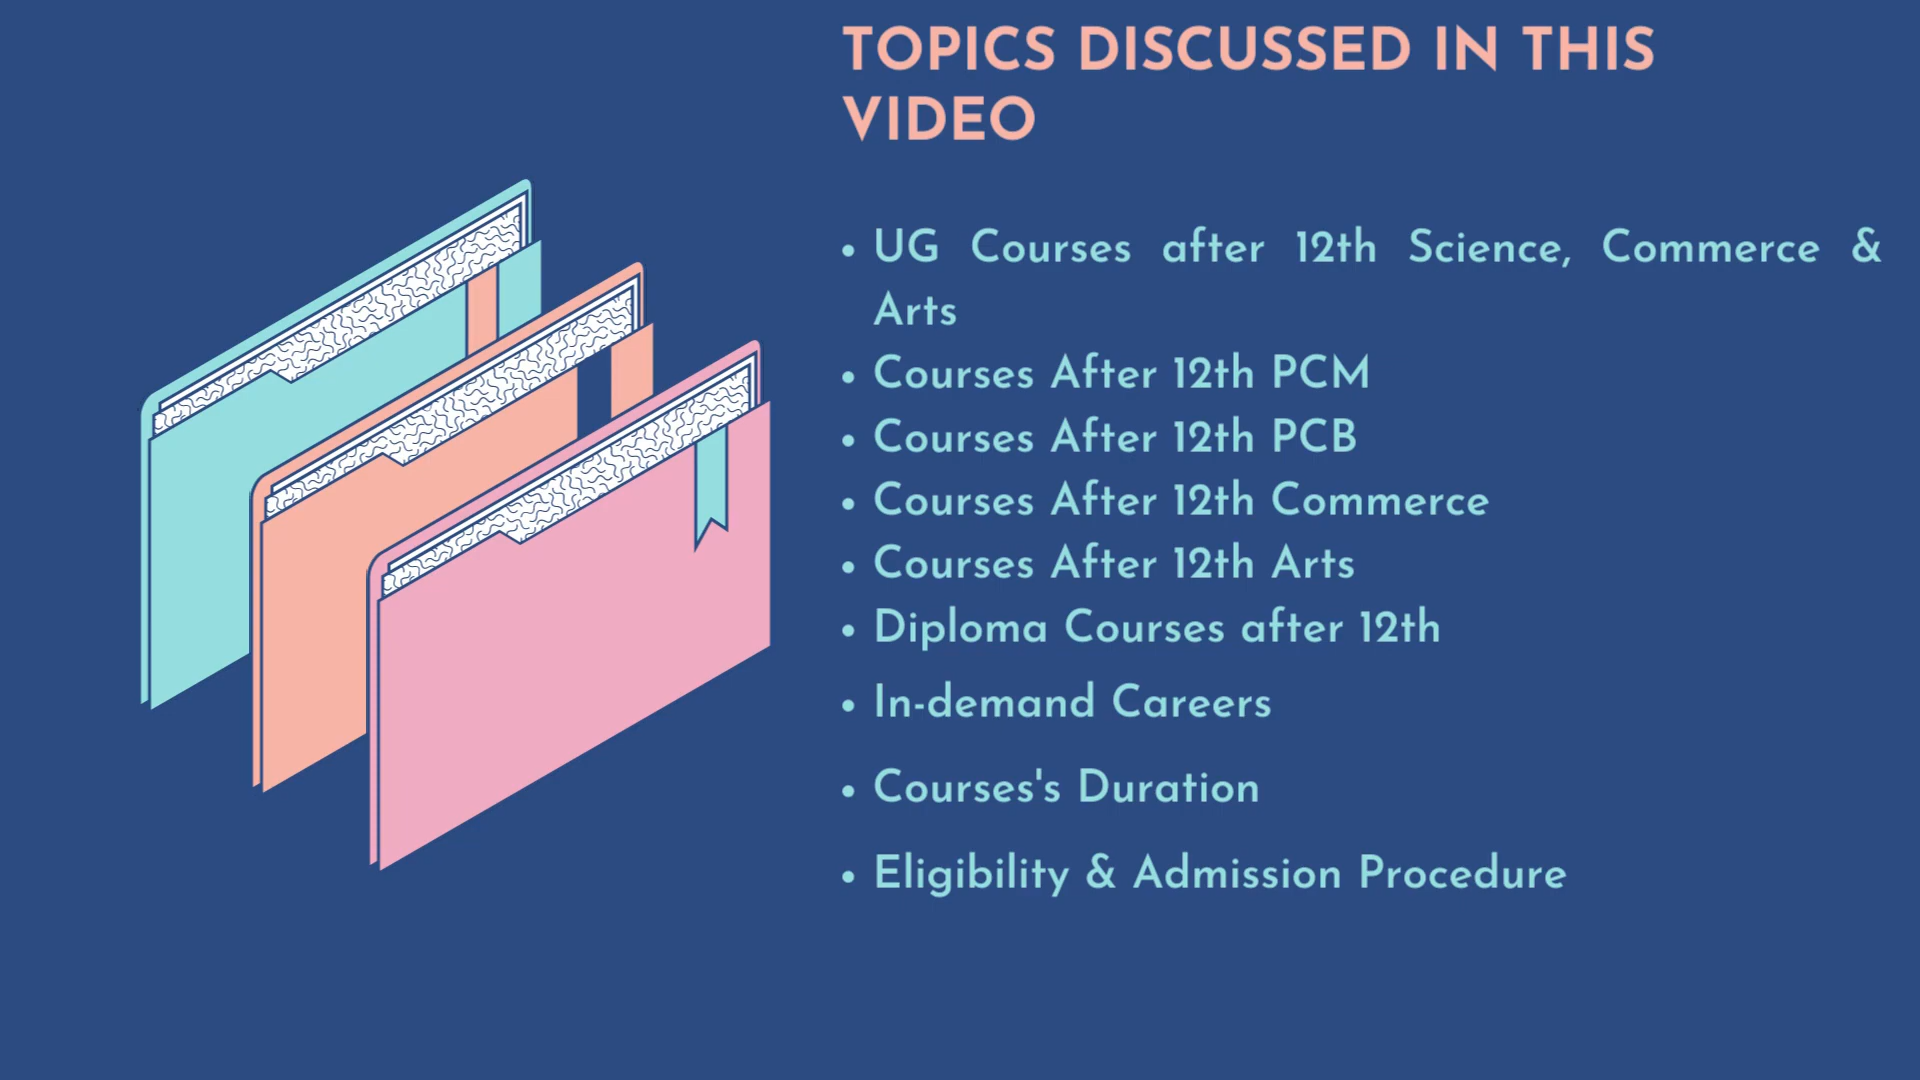 TOPICS DISCUSSED IN THIS
VIDEO
• UG Courses after 12th Science, Commerce &
Arts
• Courses After 12th PCM
• Courses After 12th PCB
• Courses After 12th Commerce
• Courses After 12th Arts
• Diploma Courses after 12th
• In-demand Careers
• Courses's Duration
• Eligibility & Admission Procedure